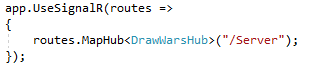 app.UseSignalR(routes =>
{
    routes.MapHub<DrawWarsHub>("/Server");
});